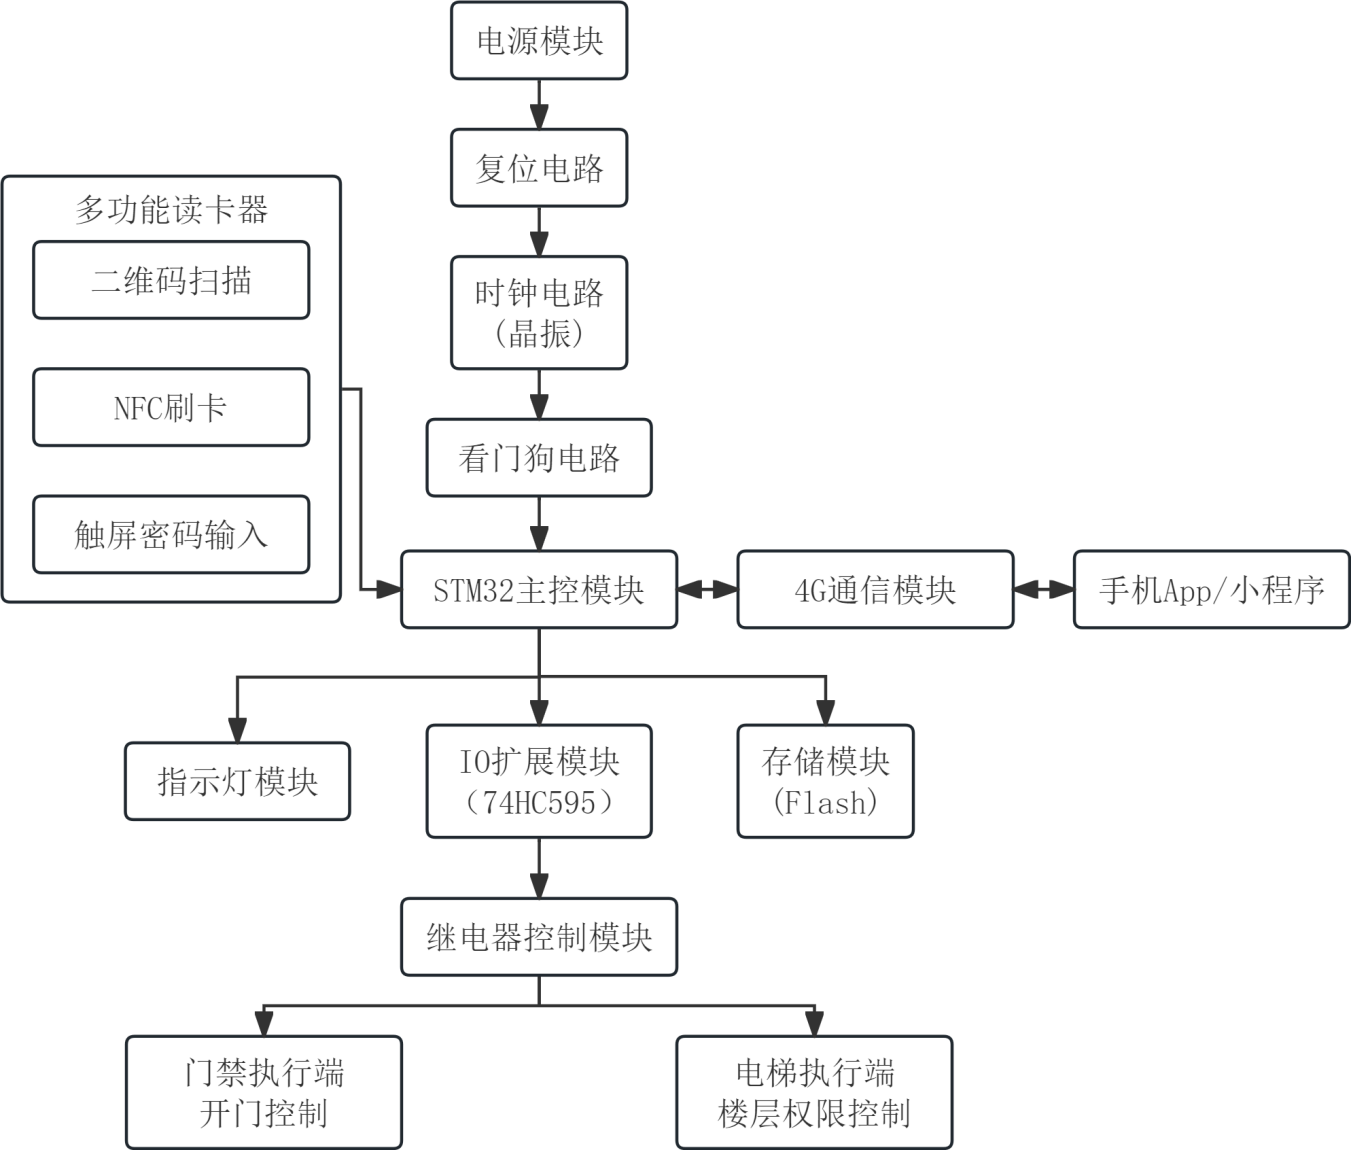 电源模块
复位电路
多功能读卡器
二维码扫描
时钟电路
(晶振)
NFC刷卡
看门狗电路
触屏密码输入
STM32主控模块
4G通信模块
手机App/小程序
指示灯模块
IO扩展模块
（74HC595）
存储模块
(Flash)
继电器控制模块
门禁执行端
开门控制
电梯执行端
楼层权限控制